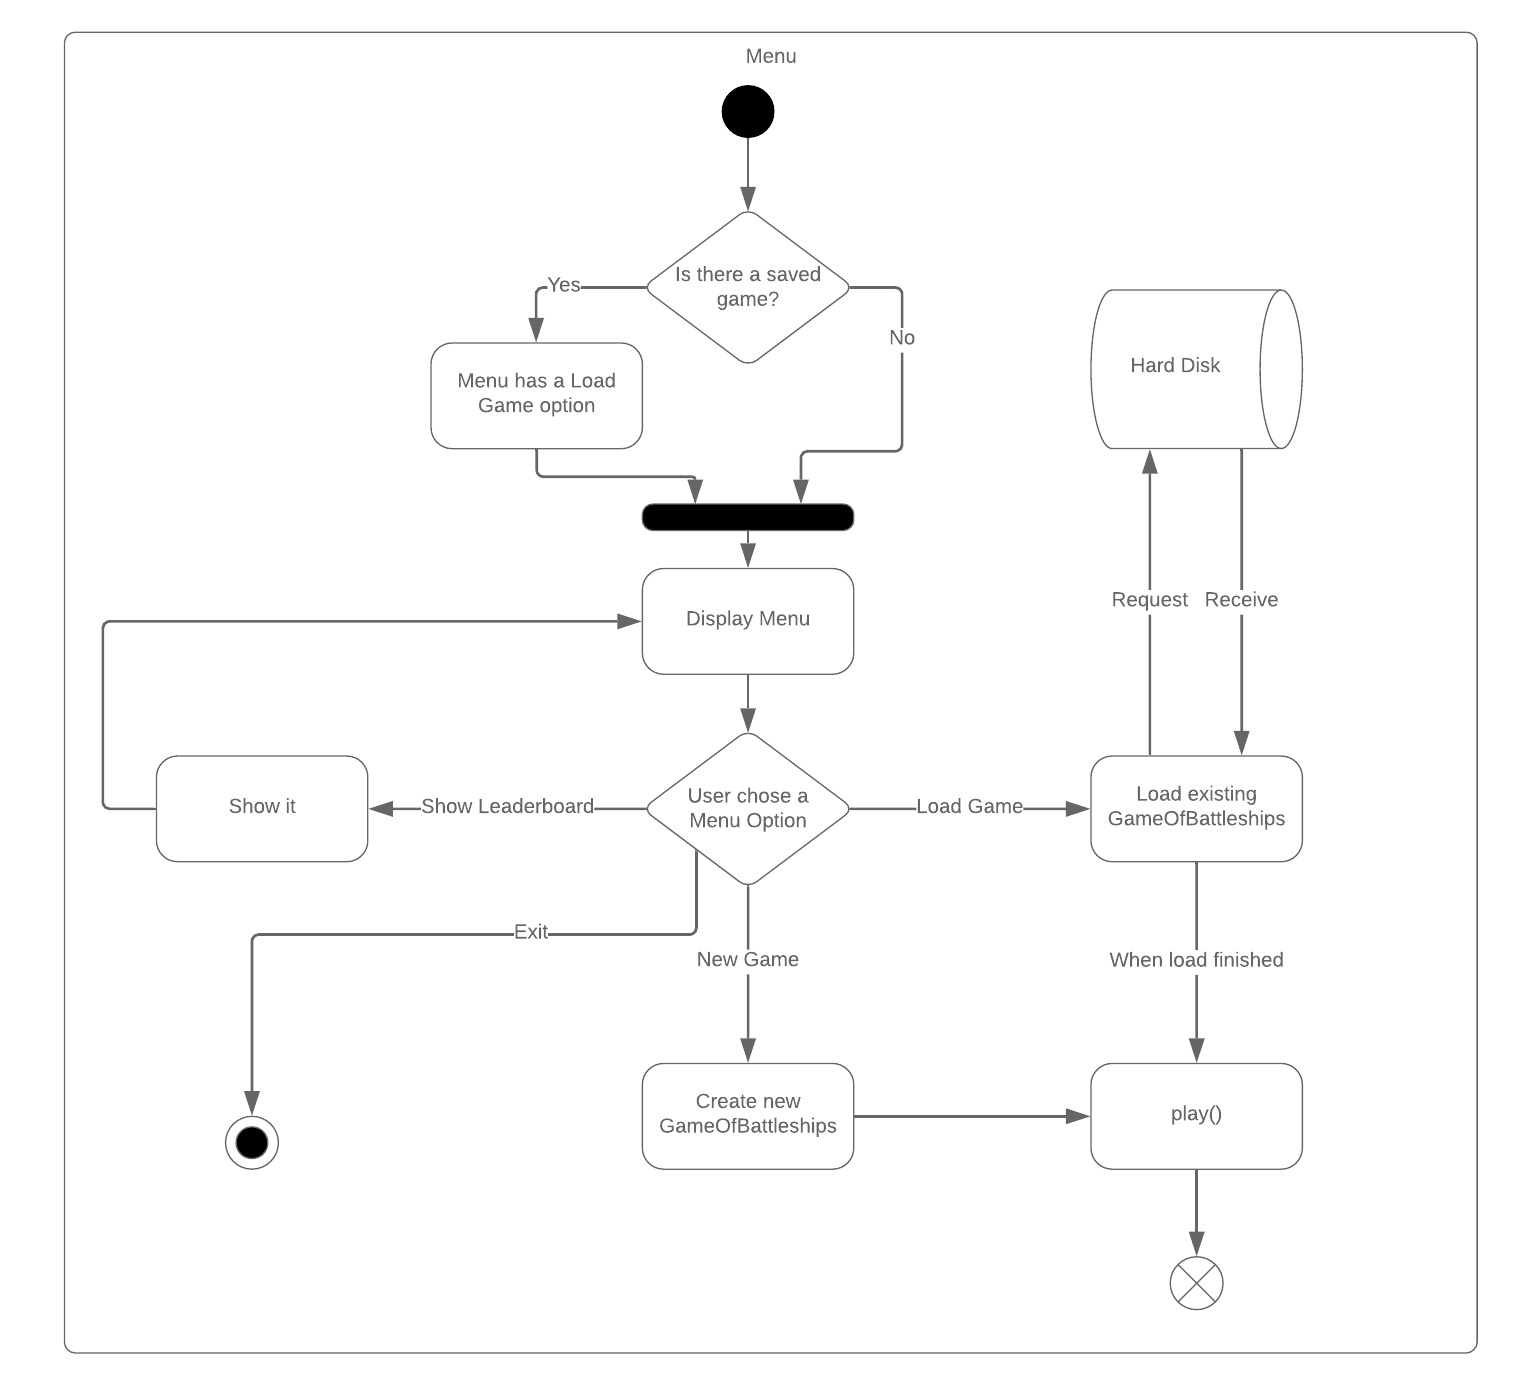 Menu
Is there a saved
game?
Yes
No
Menu has a Load
Game option
Hard Disk
Request
Receive
Display Menu
Show it
Show Leaderboard
User chose a
Menu Option
Load Game
Load existing
GameOfBattleships
Exit
New Game
When load finished
Create new
GameOfBattleships
play()